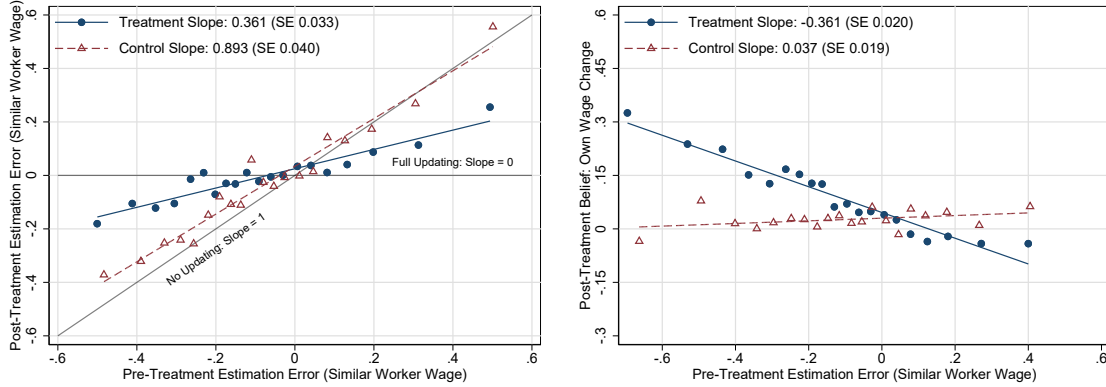 Treatment Slope: 0.361 (SE 0.033)
Control Slope: 0.893 (SE 0.040)
Post-Treatment Estimation Error (Similar Worker Wage)
.6
.4
.2
0
-.2
-.4
-.6
Full Updating: Slope = 0
No Updating: Slope = 1
-.6 -.4 -.2 0 .2 .4 .6
Pre-Treatment Estimation Error (Similar Worker Wage)
Treatment Slope: -0.361 (SE 0.020)
Control Slope: 0.037 (SE 0.019)
Post-Treatment Belief: Own Wage Change
.6
.45
.3
.15
0
-.15
-.3
-.6 -.4 -.2 0 .2 .4 .6
Pre-Treatment Estimation Error (Similar Worker Wage)